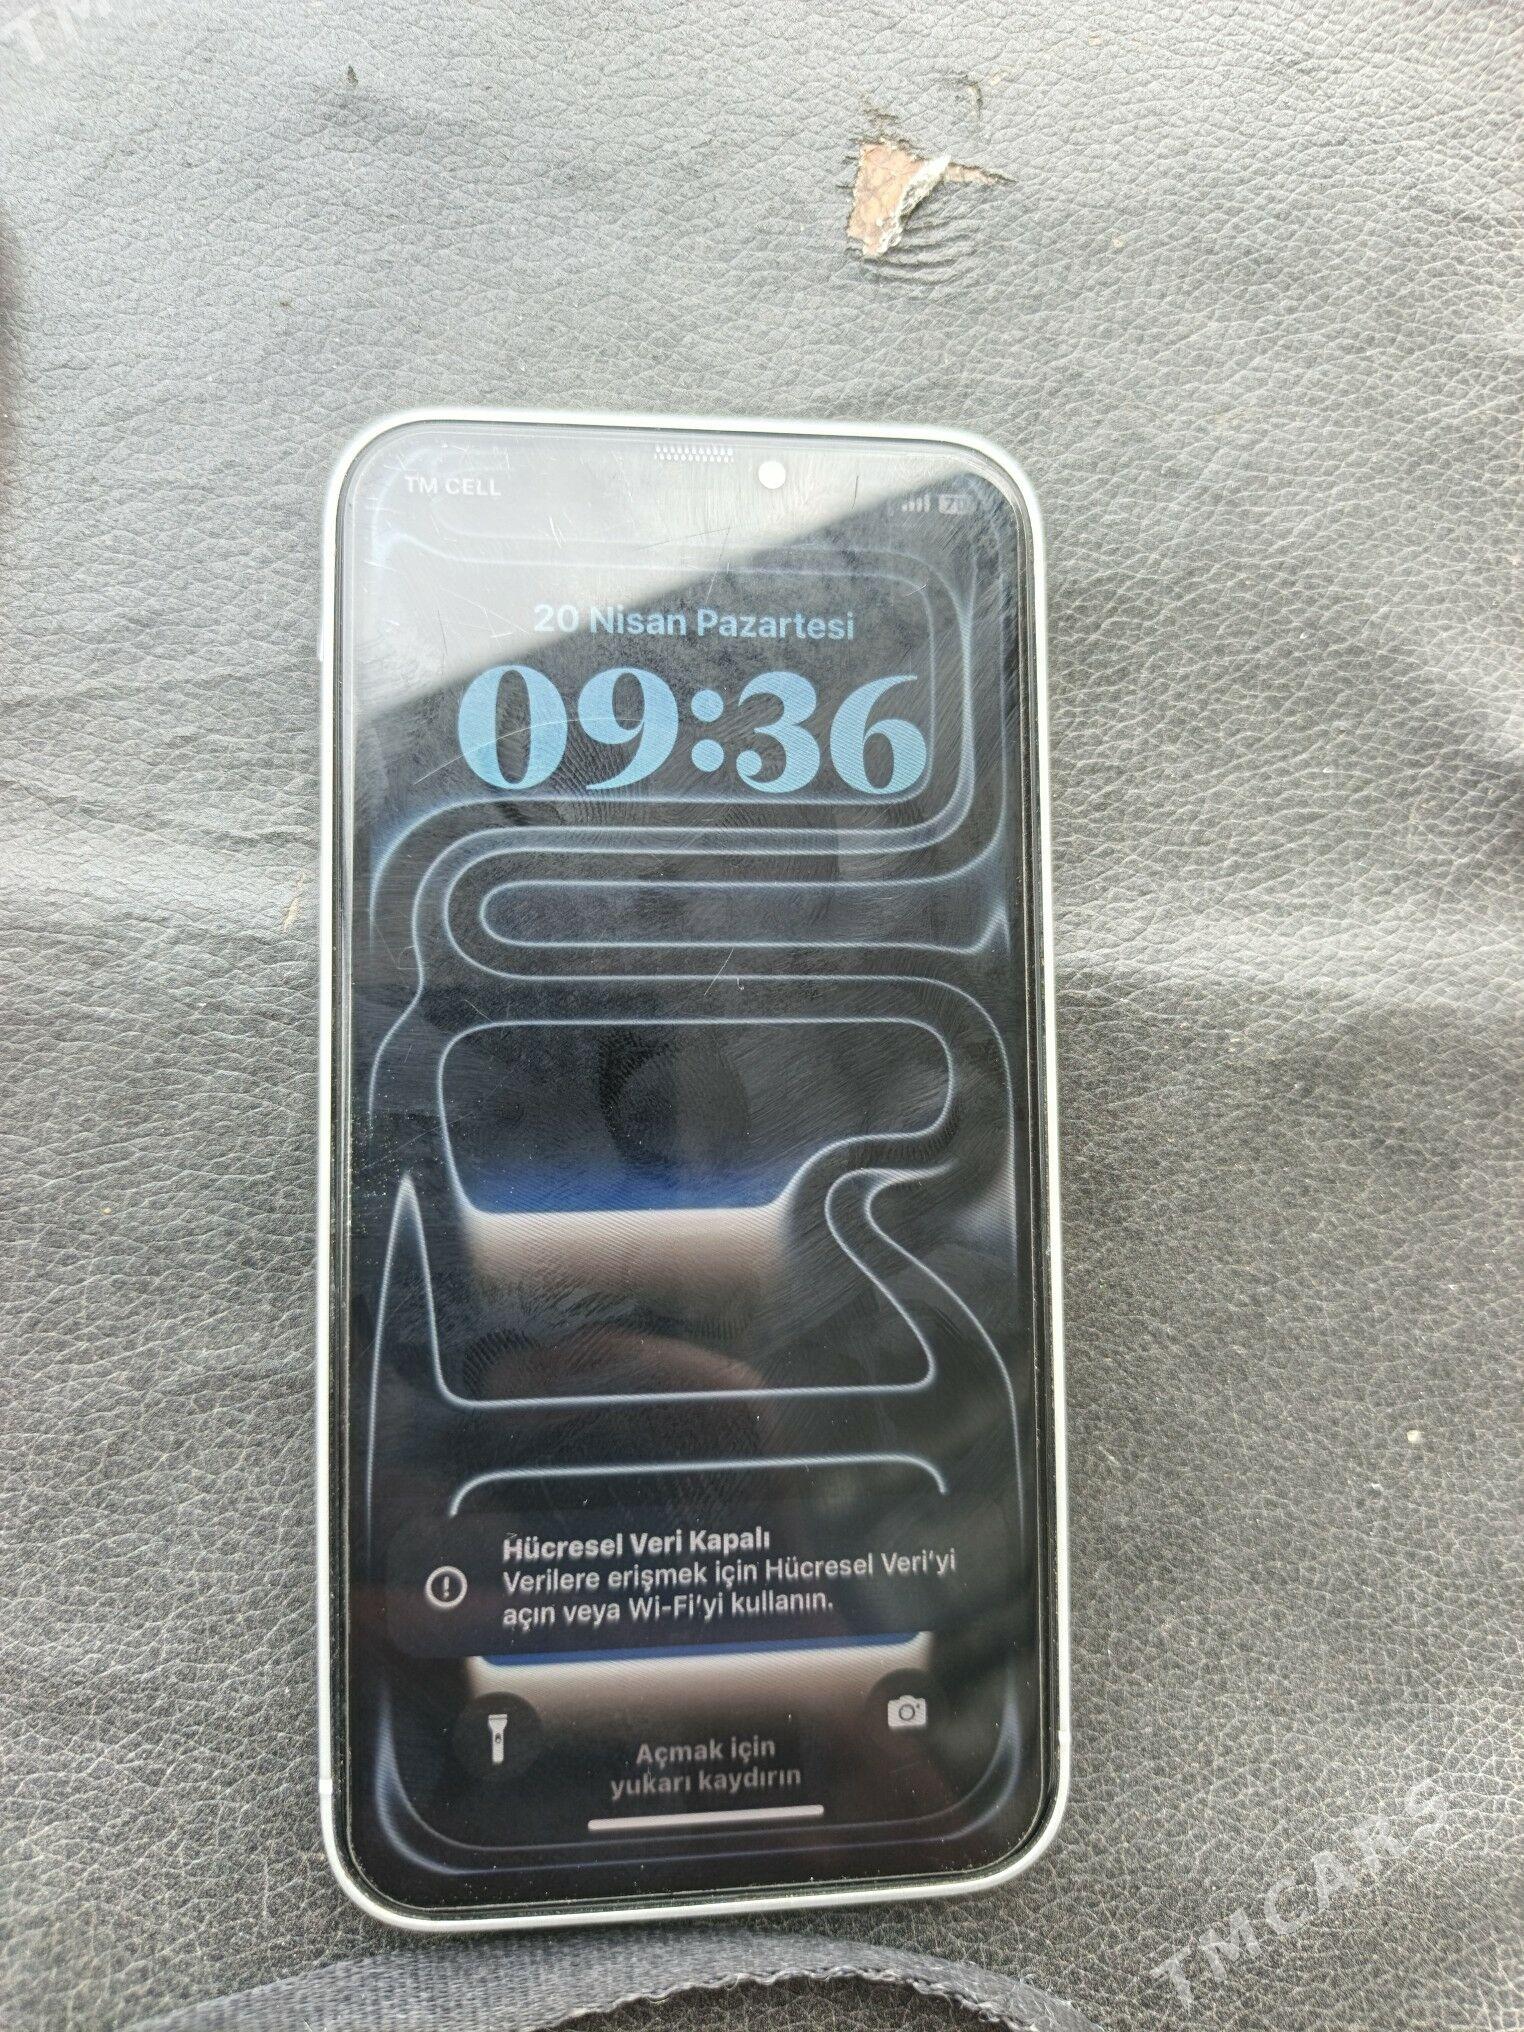 TM CELL
20 Nisan Pazartesi
09:36
Hücresel Veri Kapalı
Verilere erişmek için Hücresel Veri'yi
açın veya Wi-Fi'yi kullanın.
Açmak için
yukarı kaydırın
TMCARS